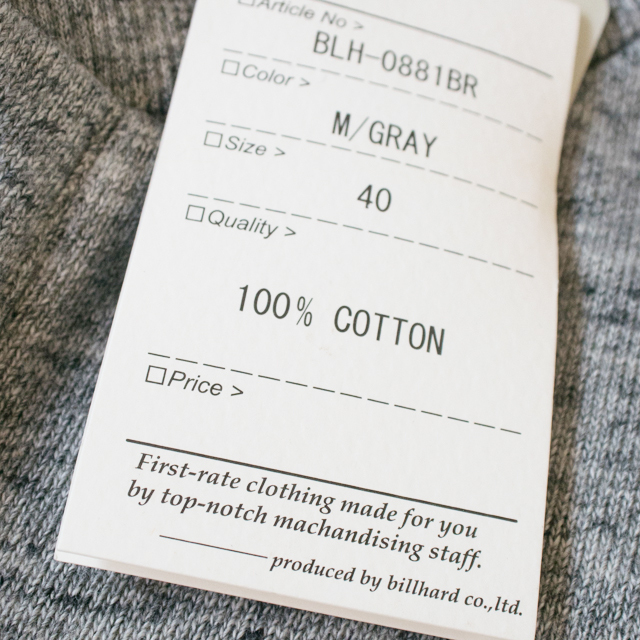 □Article No >
BLH-0881BR
□Color >
M/GRAY
□Size >
40
□Quality >
100% COTTON
□Price >
First-rate clothing made for you
by top-notch machandising staff.
produced by billhard co.,ltd.